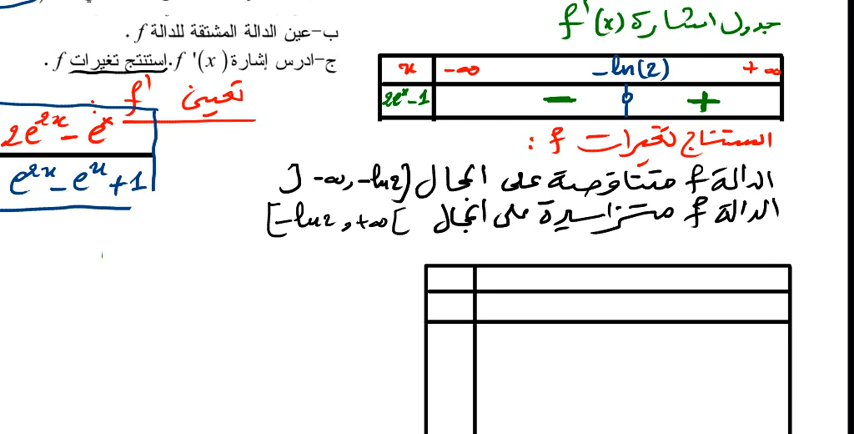 ب-عين الدالة المشتقة للدالة f .
ج-ادرس إشارة f '(x) .استنتج تغيرات f .
تعيين f'
2e^2x - e^x
e^2x - e^x + 1
جدول اشارة f'(x)
x -∞ -ln(2) +∞
2e^x-1 - 0 +
استنتاج تغيرات f :
الدالة f متناقصة على المجال ]-∞, -ln2]
الدالة f متزايدة على المجال [-ln2, +∞[